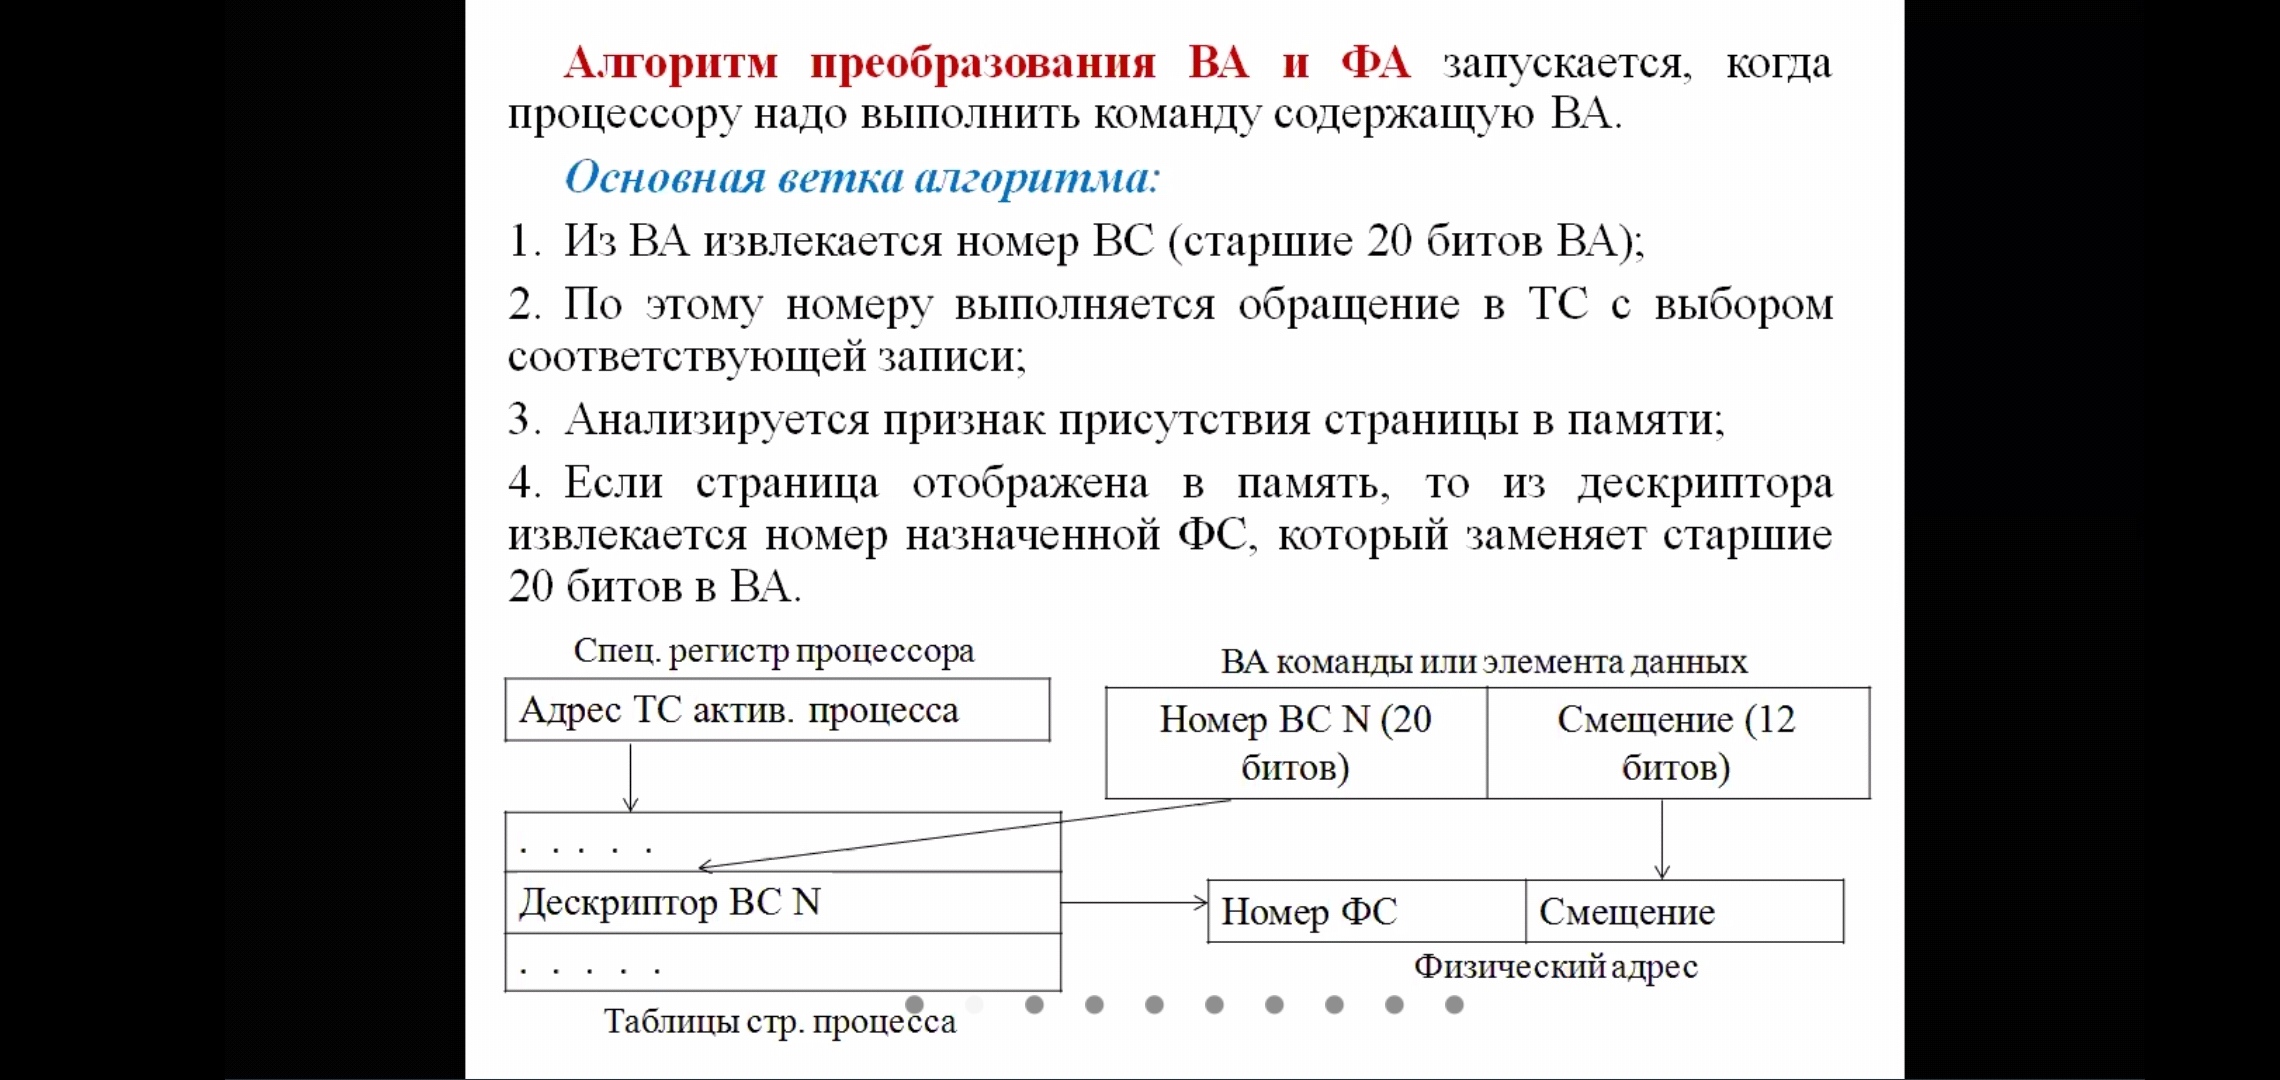 Алгоритм преобразования ВА и ФА запускается, когда
процессору надо выполнить команду содержащую ВА.
Основная ветка алгоритма:
1. Из ВА извлекается номер ВС (старшие 20 битов ВА);
2. По этому номеру выполняется обращение в ТС с выбором
соответствующей записи;
3. Анализируется признак присутствия страницы в памяти;
4. Если страница отображена в память, то из дескриптора
извлекается номер назначенной ФС, который заменяет старшие
20 битов в ВА.
Спец. регистр процессора
ВА команды или элемента данных
Адрес ТС актив. процесса
Номер ВС N (20
битов)
Смещение (12
битов)
. . . . .
Дескриптор ВС N
Номер ФС
Смещение
. . . . .
Физический адрес
Таблицы стр. процесса